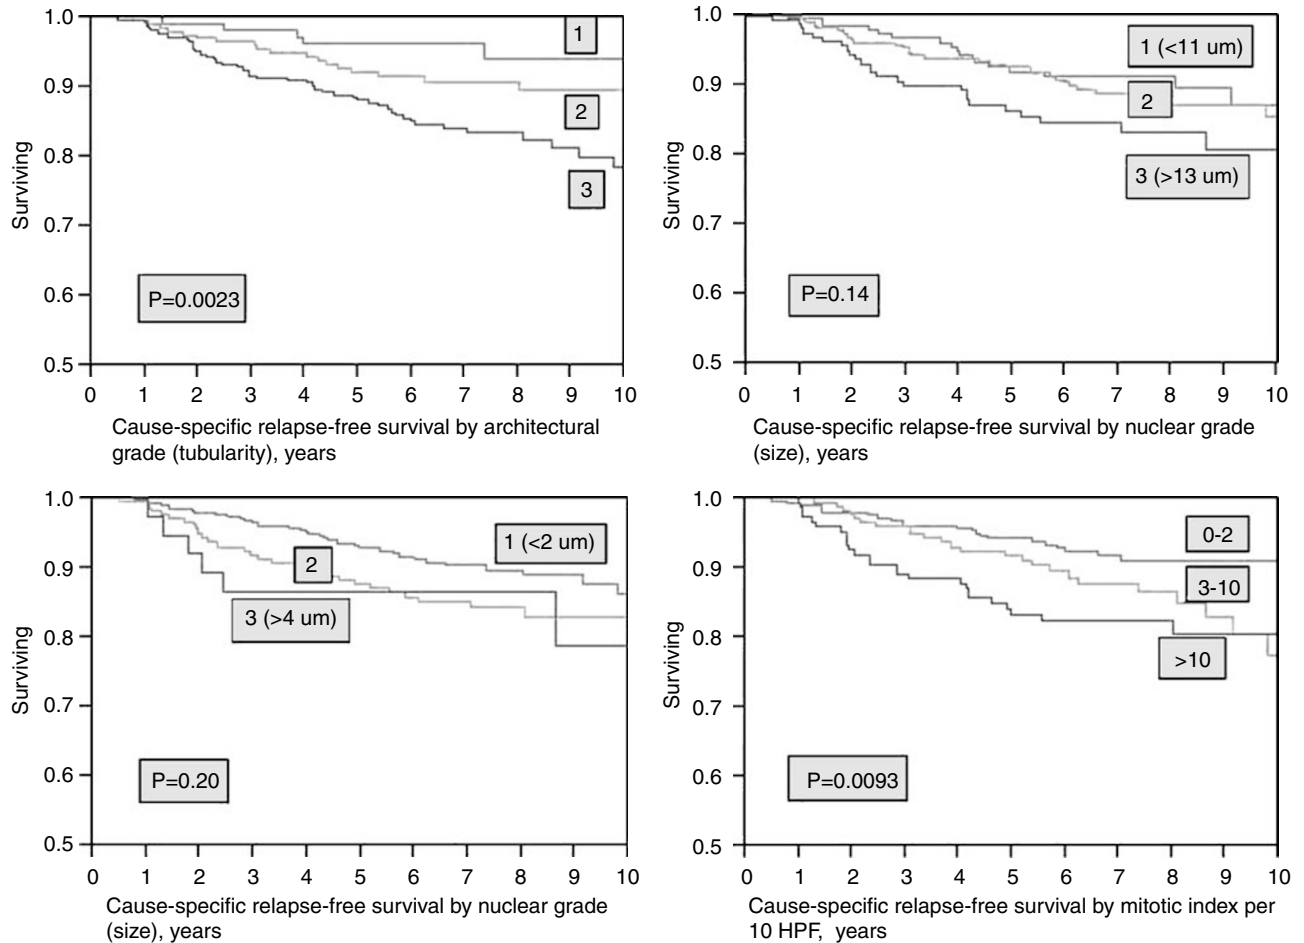 1.0
0.9
0.8
0.7
0.6
0.5
Surviving
1
2
3
P=0.0023
0 1 2 3 4 5 6 7 8 9 10
Cause-specific relapse-free survival by architectural
grade (tubularity), years
1.0
0.9
0.8
0.7
0.6
0.5
Surviving
1 (<11 um)
2
3 (>13 um)
P=0.14
0 1 2 3 4 5 6 7 8 9 10
Cause-specific relapse-free survival by nuclear grade
(size), years
1.0
0.9
0.8
0.7
0.6
0.5
Surviving
1 (<2 um)
2
3 (>4 um)
P=0.20
0 1 2 3 4 5 6 7 8 9 10
Cause-specific relapse-free survival by nuclear grade
(size), years
1.0
0.9
0.8
0.7
0.6
0.5
Surviving
0-2
3-10
>10
P=0.0093
0 1 2 3 4 5 6 7 8 9 10
Cause-specific relapse-free survival by mitotic index per
10 HPF, years